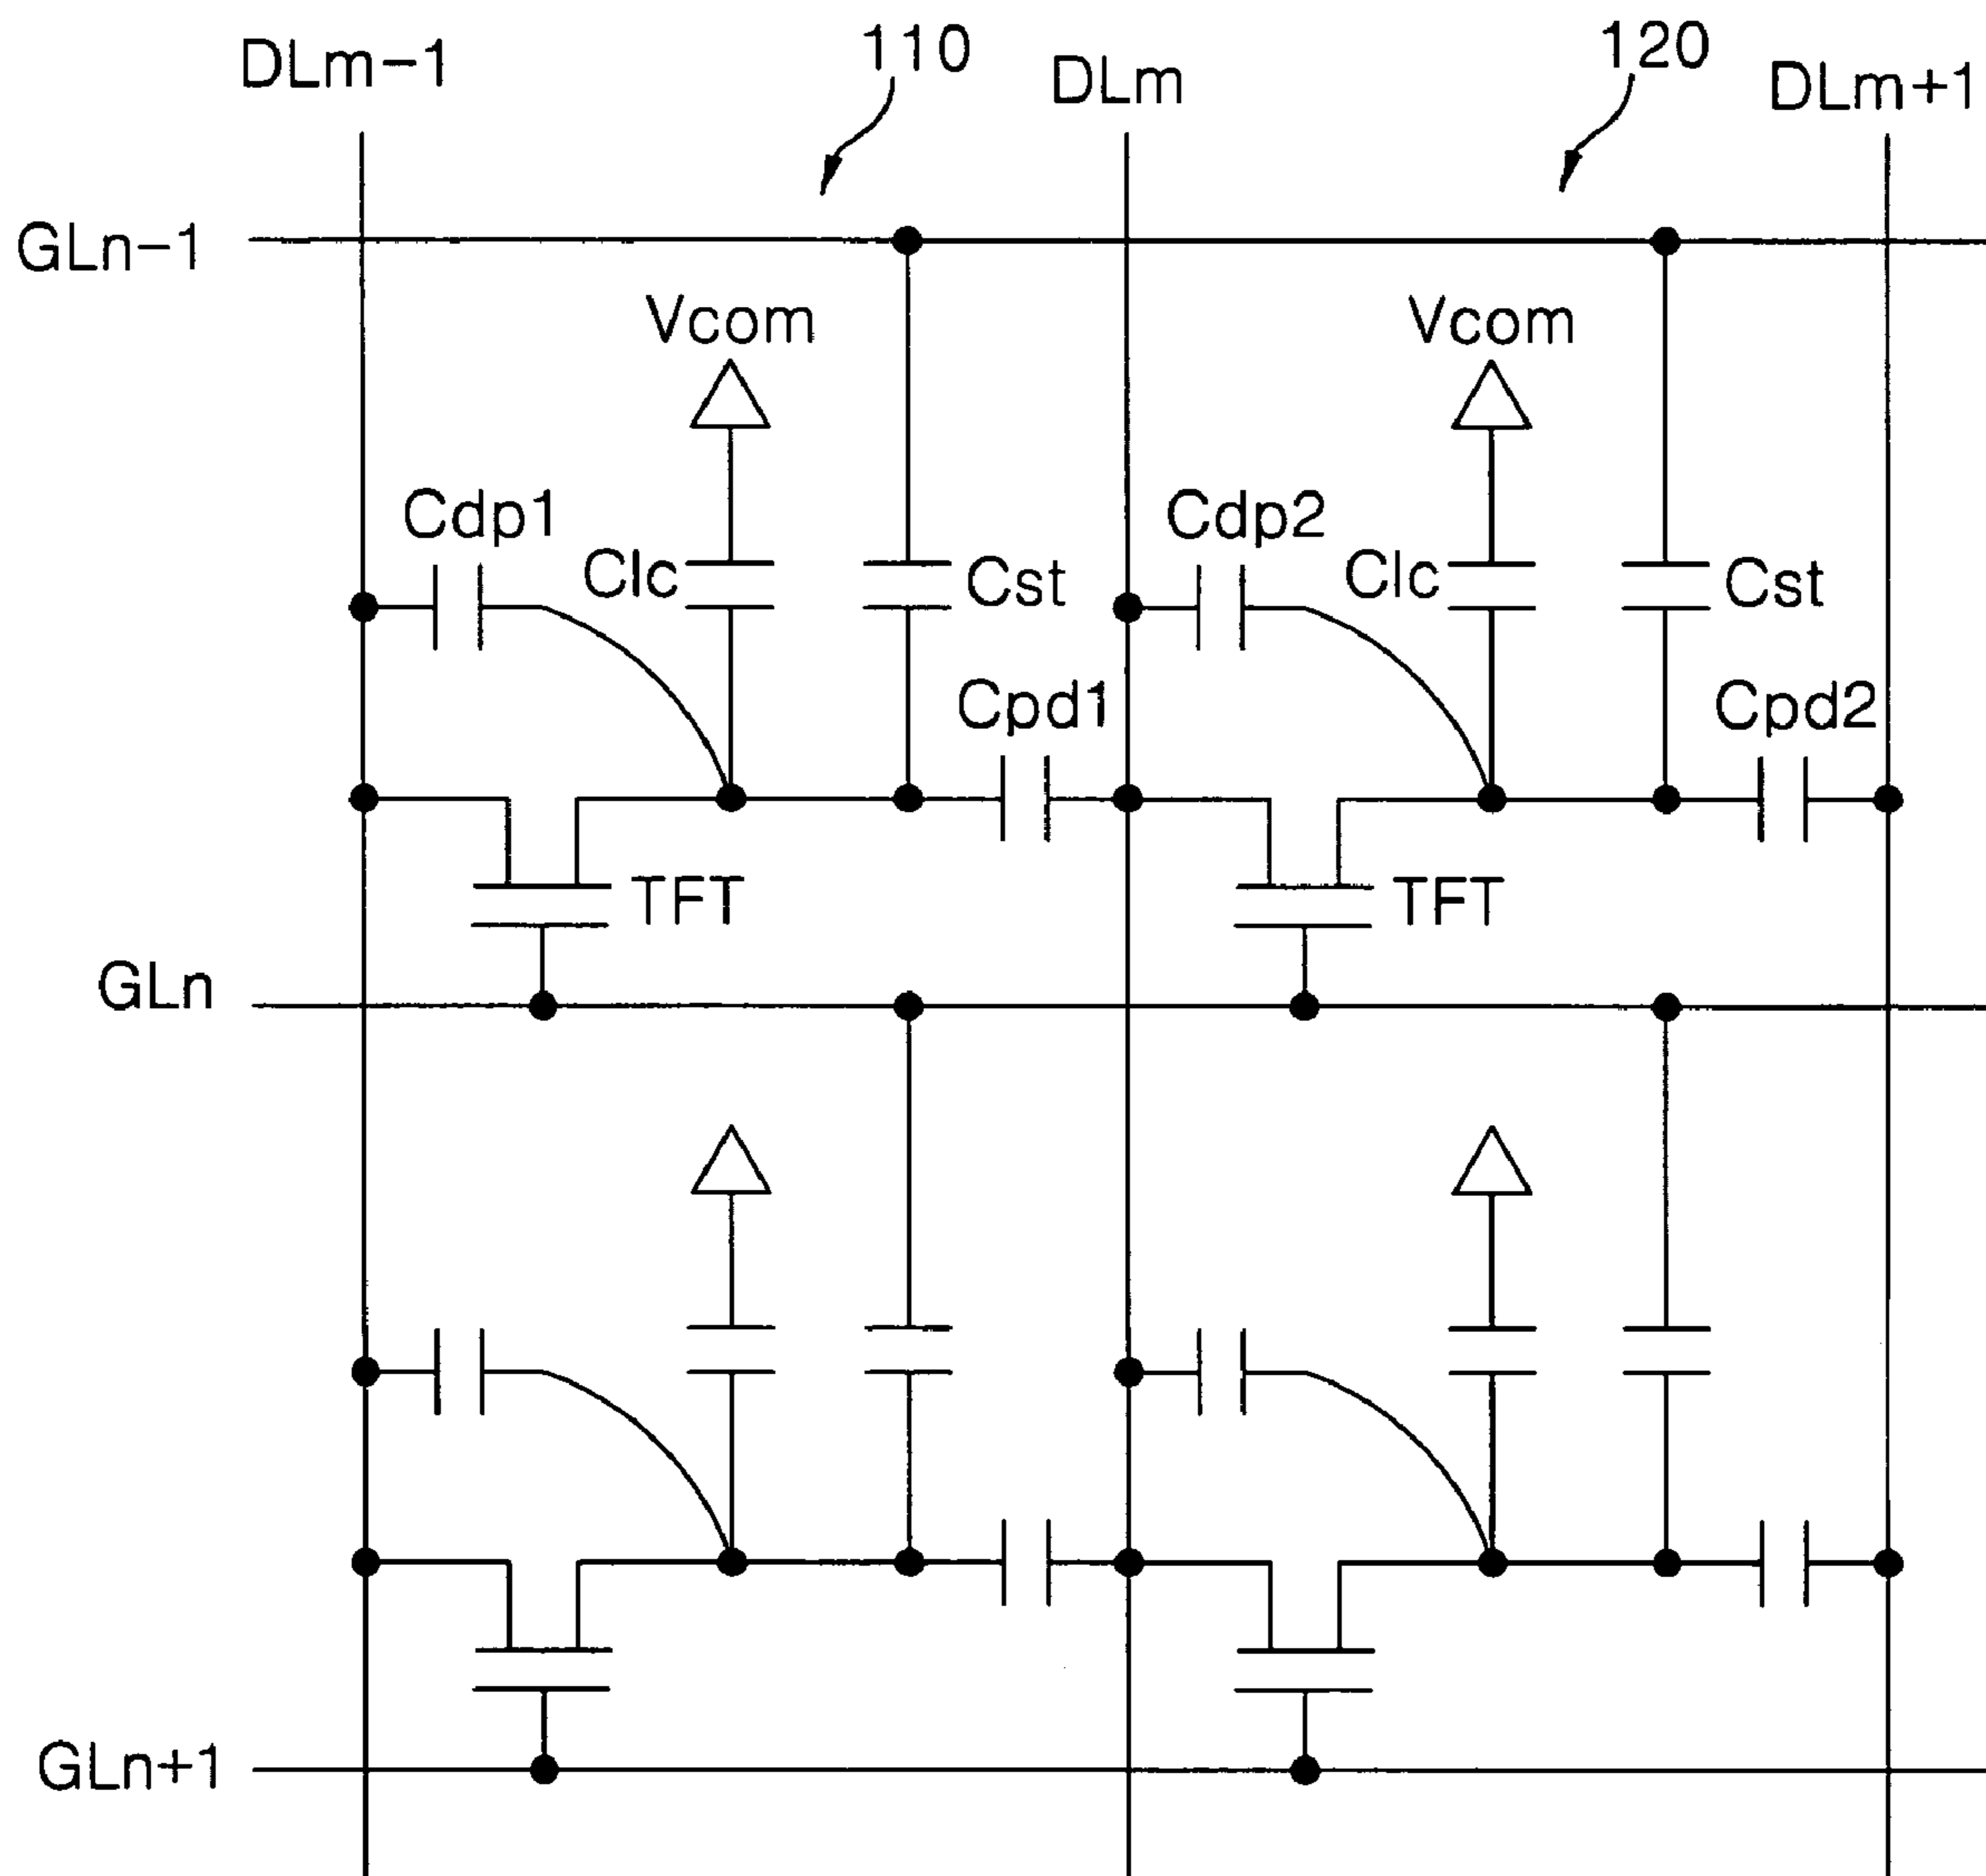 DLm-1
110
DLm
120
DLm+1
GLn-1
Vcom
Vcom
Cdp1
Clc
Cst
Cdp2
Clc
Cst
Cpd1
Cpd2
TFT
TFT
GLn
GLn+1